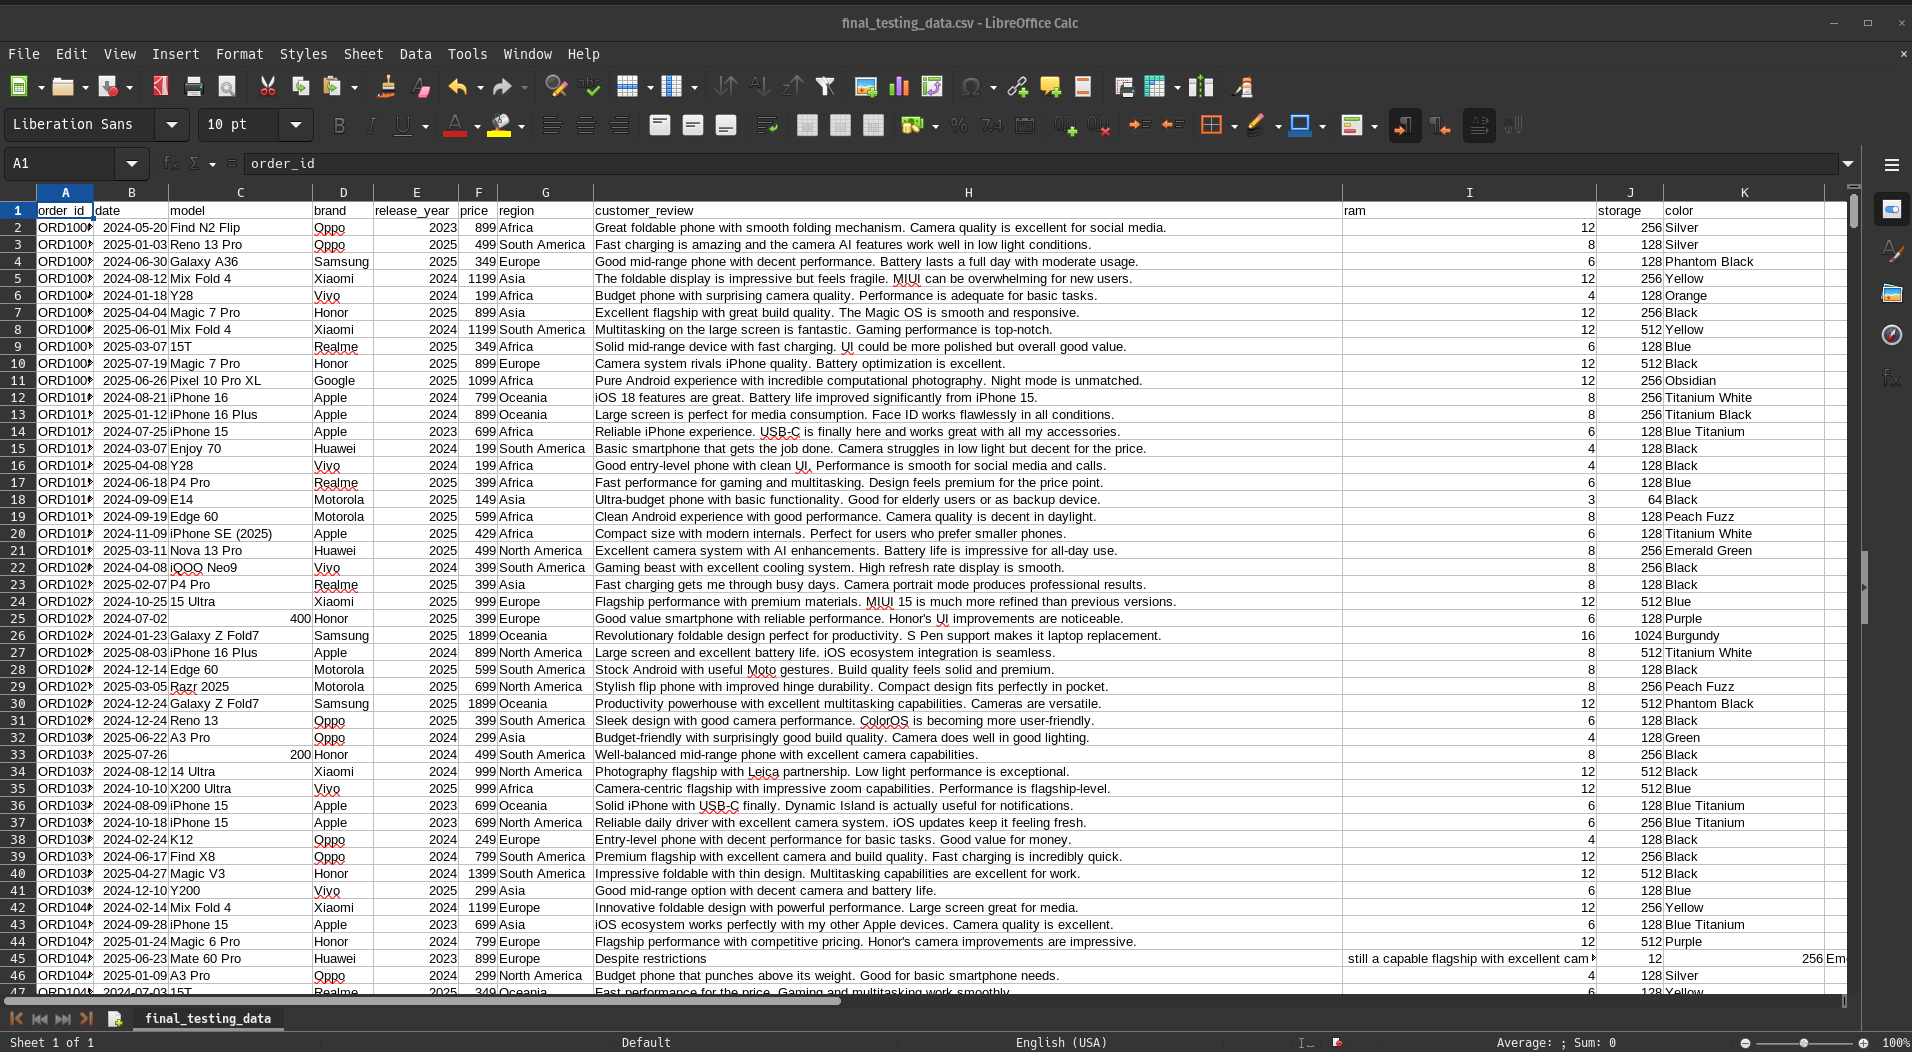 final_testing_data.csv - LibreOffice Calc
File Edit View Insert Format Styles Sheet Data Tools Window Help
Liberation Sans 10 pt
A1 order_id
A B C D E F G H I J K
1 order_id date model brand release_year price region customer_review ram storage color
2 ORD100 2024-05-20 Find N2 Flip Oppo 2023 899 Africa Great foldable phone with smooth folding mechanism. Camera quality is excellent for social media. 12 256 Silver
3 ORD100 2025-01-03 Reno 13 Pro Oppo 2025 499 South America Fast charging is amazing and the camera AI features work well in low light conditions. 8 128 Silver
4 ORD100 2024-06-30 Galaxy A36 Samsung 2025 349 Europe Good mid-range phone with decent performance. Battery lasts a full day with moderate usage. 6 128 Phantom Black
5 ORD100 2024-08-12 Mix Fold 4 Xiaomi 2024 1199 Asia The foldable display is impressive but feels fragile. MIUI can be overwhelming for new users. 12 256 Yellow
6 ORD100 2024-01-18 Y28 Vivo 2024 199 Africa Budget phone with surprising camera quality. Performance is adequate for basic tasks. 4 128 Orange
7 ORD100 2025-04-04 Magic 7 Pro Honor 2025 899 Asia Excellent flagship with great build quality. The Magic OS is smooth and responsive. 12 256 Black
8 ORD100 2025-06-01 Mix Fold 4 Xiaomi 2024 1199 South America Multitasking on the large screen is fantastic. Gaming performance is top-notch. 12 512 Yellow
9 ORD100 2025-03-07 15T Realme 2025 349 Africa Solid mid-range device with fast charging. UI could be more polished but overall good value. 6 128 Blue
10 ORD100 2025-07-19 Magic 7 Pro Honor 2025 899 Europe Camera system rivals iPhone quality. Battery optimization is excellent. 12 512 Black
11 ORD100 2025-06-26 Pixel 10 Pro XL Google 2025 1099 Africa Pure Android experience with incredible computational photography. Night mode is unmatched. 12 256 Obsidian
12 ORD101 2024-08-21 iPhone 16 Apple 2024 799 Oceania iOS 18 features are great. Battery life improved significantly from iPhone 15. 8 256 Titanium White
13 ORD101 2025-01-12 iPhone 16 Plus Apple 2024 899 Oceania Large screen is perfect for media consumption. Face ID works flawlessly in all conditions. 8 256 Titanium Black
14 ORD101 2024-07-25 iPhone 15 Apple 2023 699 Africa Reliable iPhone experience. USB-C is finally here and works great with all my accessories. 6 128 Blue Titanium
15 ORD101 2024-03-07 Enjoy 70 Huawei 2024 199 South America Basic smartphone that gets the job done. Camera struggles in low light but decent for the price. 4 128 Black
16 ORD101 2025-04-08 Y28 Vivo 2024 199 Africa Good entry-level phone with clean UI. Performance is smooth for social media and calls. 4 128 Black
17 ORD101 2024-06-18 P4 Pro Realme 2025 399 Africa Fast performance for gaming and multitasking. Design feels premium for the price point. 6 128 Blue
18 ORD101 2024-09-09 E14 Motorola 2025 149 Asia Ultra-budget phone with basic functionality. Good for elderly users or as backup device. 3 64 Black
19 ORD101 2024-09-19 Edge 60 Motorola 2025 599 Africa Clean Android experience with good performance. Camera quality is decent in daylight. 8 128 Peach Fuzz
20 ORD101 2024-11-09 iPhone SE (2025) Apple 2025 429 Africa Compact size with modern internals. Perfect for users who prefer smaller phones. 6 128 Titanium White
21 ORD101 2025-03-11 Nova 13 Pro Huawei 2025 499 North America Excellent camera system with AI enhancements. Battery life is impressive for all-day use. 8 256 Emerald Green
22 ORD102 2024-04-08 iQOO Neo9 Vivo 2024 399 South America Gaming beast with excellent cooling system. High refresh rate display is smooth. 8 256 Black
23 ORD102 2025-02-07 P4 Pro Realme 2025 399 Asia Fast charging gets me through busy days. Camera portrait mode produces professional results. 8 128 Black
24 ORD102 2024-10-25 15 Ultra Xiaomi 2025 999 Europe Flagship performance with premium materials. MIUI 15 is much more refined than previous versions. 12 512 Blue
25 ORD102 2024-07-02 400 Honor 2025 399 Europe Good value smartphone with reliable performance. Honor's UI improvements are noticeable. 6 128 Purple
26 ORD102 2024-01-23 Galaxy Z Fold7 Samsung 2025 1899 Oceania Revolutionary foldable design perfect for productivity. S Pen support makes it laptop replacement. 16 1024 Burgundy
27 ORD102 2025-08-03 iPhone 16 Plus Apple 2024 899 North America Large screen and excellent battery life. iOS ecosystem integration is seamless. 8 512 Titanium White
28 ORD102 2024-12-14 Edge 60 Motorola 2025 599 South America Stock Android with useful Moto gestures. Build quality feels solid and premium. 8 128 Black
29 ORD102 2025-03-05 Razr 2025 Motorola 2025 699 North America Stylish flip phone with improved hinge durability. Compact design fits perfectly in pocket. 8 256 Peach Fuzz
30 ORD102 2024-12-24 Galaxy Z Fold7 Samsung 2025 1899 Oceania Productivity powerhouse with excellent multitasking capabilities. Cameras are versatile. 12 512 Phantom Black
31 ORD102 2024-12-24 Reno 13 Oppo 2025 399 South America Sleek design with good camera performance. ColorOS is becoming more user-friendly. 6 128 Black
32 ORD103 2025-06-22 A3 Pro Oppo 2024 299 Asia Budget-friendly with surprisingly good build quality. Camera does well in good lighting. 4 128 Green
33 ORD103 2025-07-26 200 Honor 2024 499 South America Well-balanced mid-range phone with excellent camera capabilities. 8 256 Black
34 ORD103 2024-08-12 14 Ultra Xiaomi 2024 999 North America Photography flagship with Leica partnership. Low light performance is exceptional. 12 512 Black
35 ORD103 2024-10-10 X200 Ultra Vivo 2025 999 Africa Camera-centric flagship with impressive zoom capabilities. Performance is flagship-level. 12 512 Blue
36 ORD103 2024-08-09 iPhone 15 Apple 2023 699 Oceania Solid iPhone with USB-C finally. Dynamic Island is actually useful for notifications. 6 128 Blue Titanium
37 ORD103 2024-10-18 iPhone 15 Apple 2023 699 North America Reliable daily driver with excellent camera system. iOS updates keep it feeling fresh. 6 256 Blue Titanium
38 ORD103 2024-02-24 K12 Oppo 2024 249 Europe Entry-level phone with decent performance for basic tasks. Good value for money. 4 128 Black
39 ORD103 2024-06-17 Find X8 Oppo 2024 799 South America Premium flagship with excellent camera and build quality. Fast charging is incredibly quick. 12 256 Black
40 ORD103 2025-04-27 Magic V3 Honor 2024 1399 South America Impressive foldable with thin design. Multitasking capabilities are excellent for work. 12 512 Black
41 ORD103 2024-12-10 Y200 Vivo 2025 299 Asia Good mid-range option with decent camera and battery life. 6 128 Blue
42 ORD104 2024-02-14 Mix Fold 4 Xiaomi 2024 1199 Europe Innovative foldable design with powerful performance. Large screen great for media. 12 256 Yellow
43 ORD104 2024-09-28 iPhone 15 Apple 2023 699 Asia iOS ecosystem works perfectly with my other Apple devices. Camera quality is excellent. 6 128 Blue Titanium
44 ORD104 2025-01-24 Magic 6 Pro Honor 2024 799 Europe Flagship performance with competitive pricing. Honor's camera improvements are impressive. 12 512 Purple
45 ORD104 2025-06-23 Mate 60 Pro Huawei 2023 899 Europe Despite restrictions still a capable flagship with excellent cam 12 256 Eme
46 ORD104 2025-01-09 A3 Pro Oppo 2024 299 North America Budget phone that punches above its weight. Good for basic smartphone needs. 4 128 Silver
47 ORD104 2024-07-03 15T Realme 2025 349 Oceania Fast performance for the price. Gaming and multitasking work smoothly. 6 128 Yellow
final_testing_data
Sheet 1 of 1 Default English (USA) Average: ; Sum: 0 100%